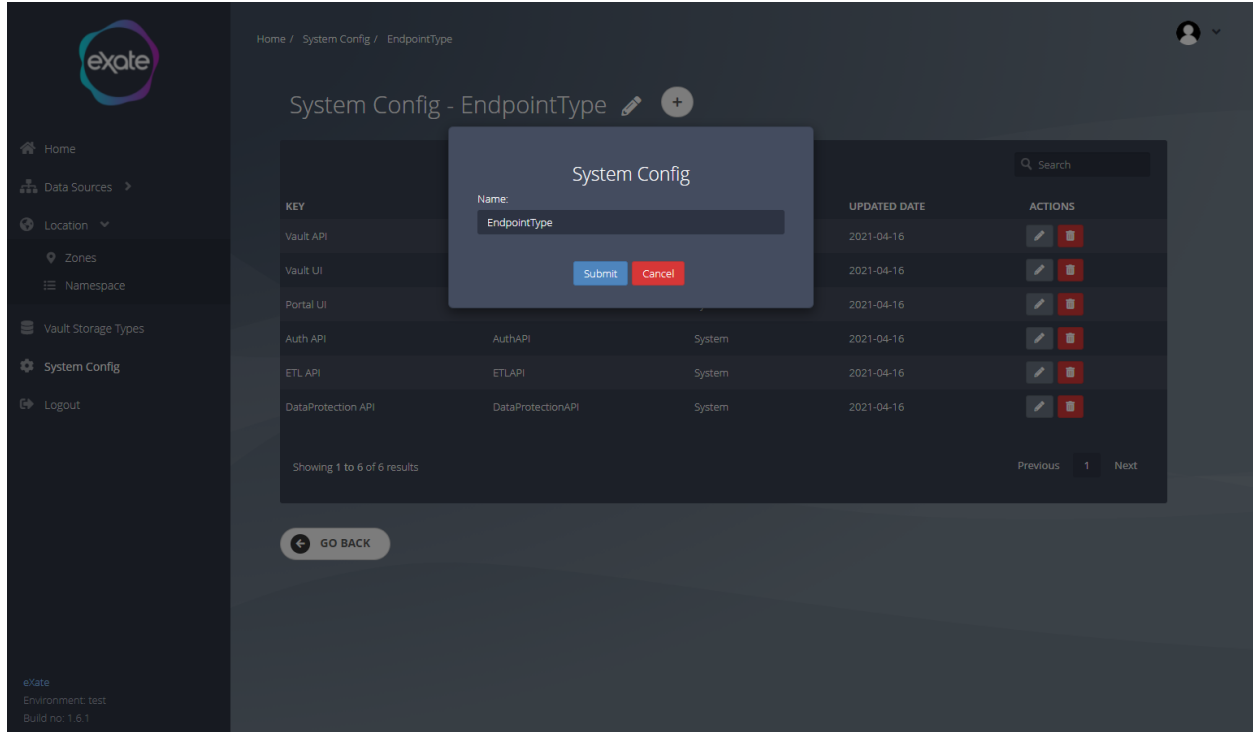 exate
Home / System Config / EndpointType
System Config - EndpointType
Home
Data Sources
Location
Zones
Namespace
Vault Storage Types
System Config
Logout
eXate
Environment: test
Build no: 1.6.1
System Config
Name:
EndpointType
Submit Cancel
Search
KEY UPDATED DATE ACTIONS
Vault API 2021-04-16
Vault UI 2021-04-16
Portal UI 2021-04-16
Auth API AuthAPI System 2021-04-16
ETL API ETLAPI System 2021-04-16
DataProtection API DataProtectionAPI System 2021-04-16
Showing 1 to 6 of 6 results
Previous 1 Next
GO BACK